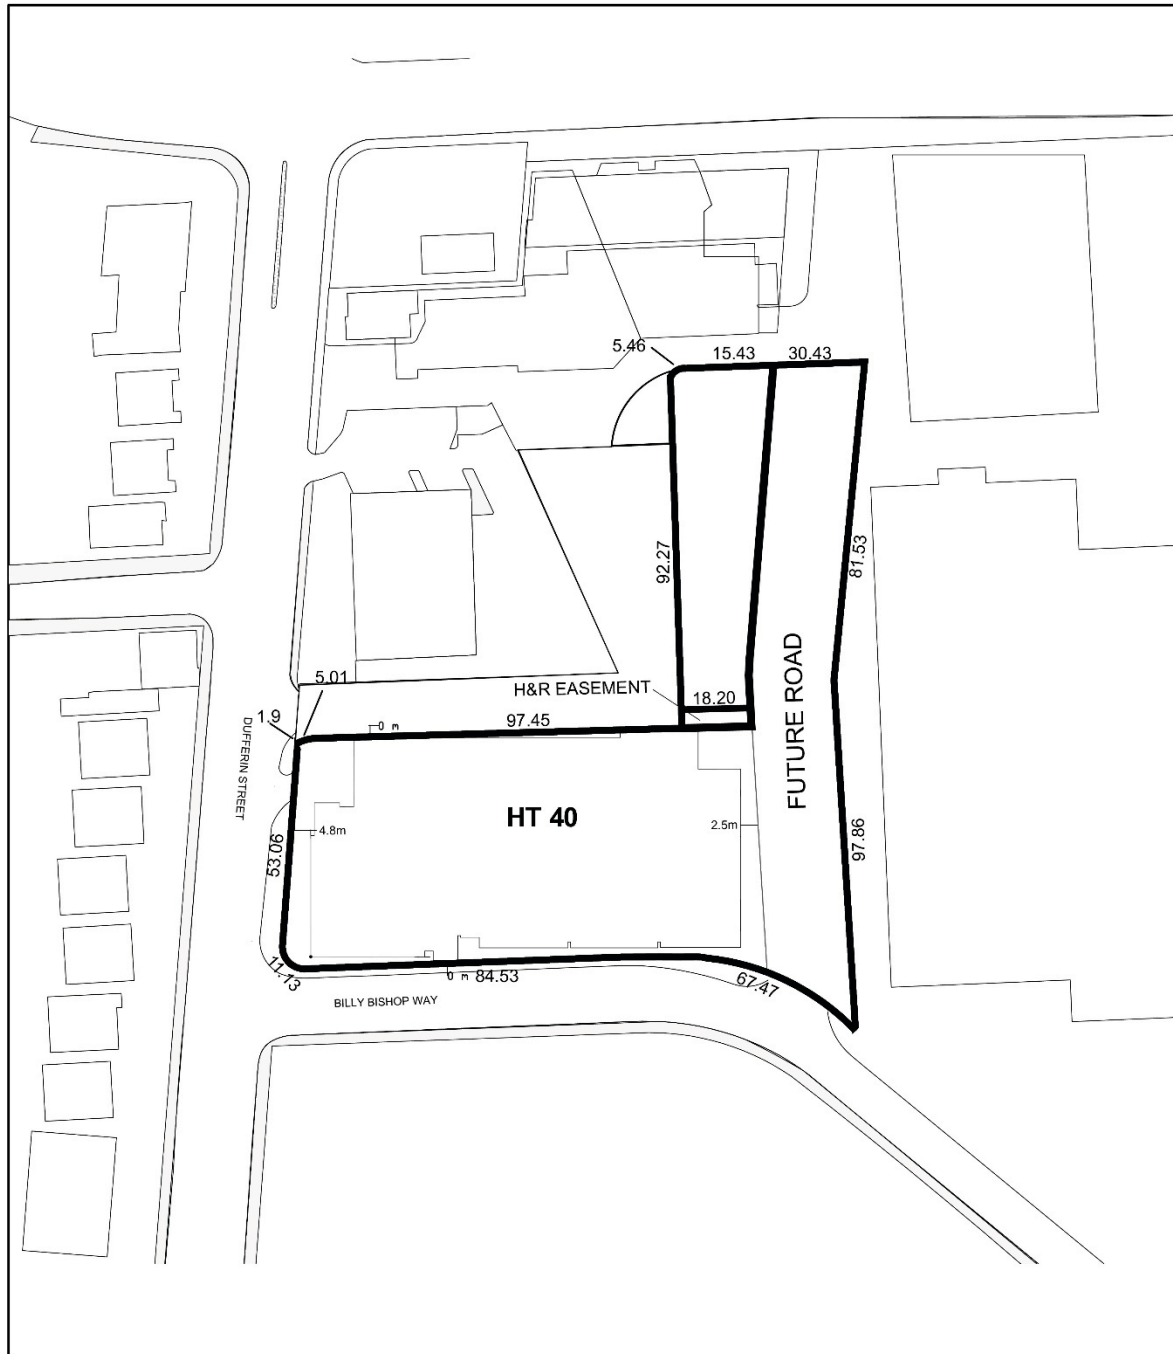 5.46
15.43
30.43
92.27
81.53
5.01
H&R EASEMENT
18.20
1.9
0 m
97.45
DUFFERIN STREET
FUTURE ROAD
HT 40
4.8m
2.5m
53.06
97.86
11.13
0 m
84.53
67.47
BILLY BISHOP WAY